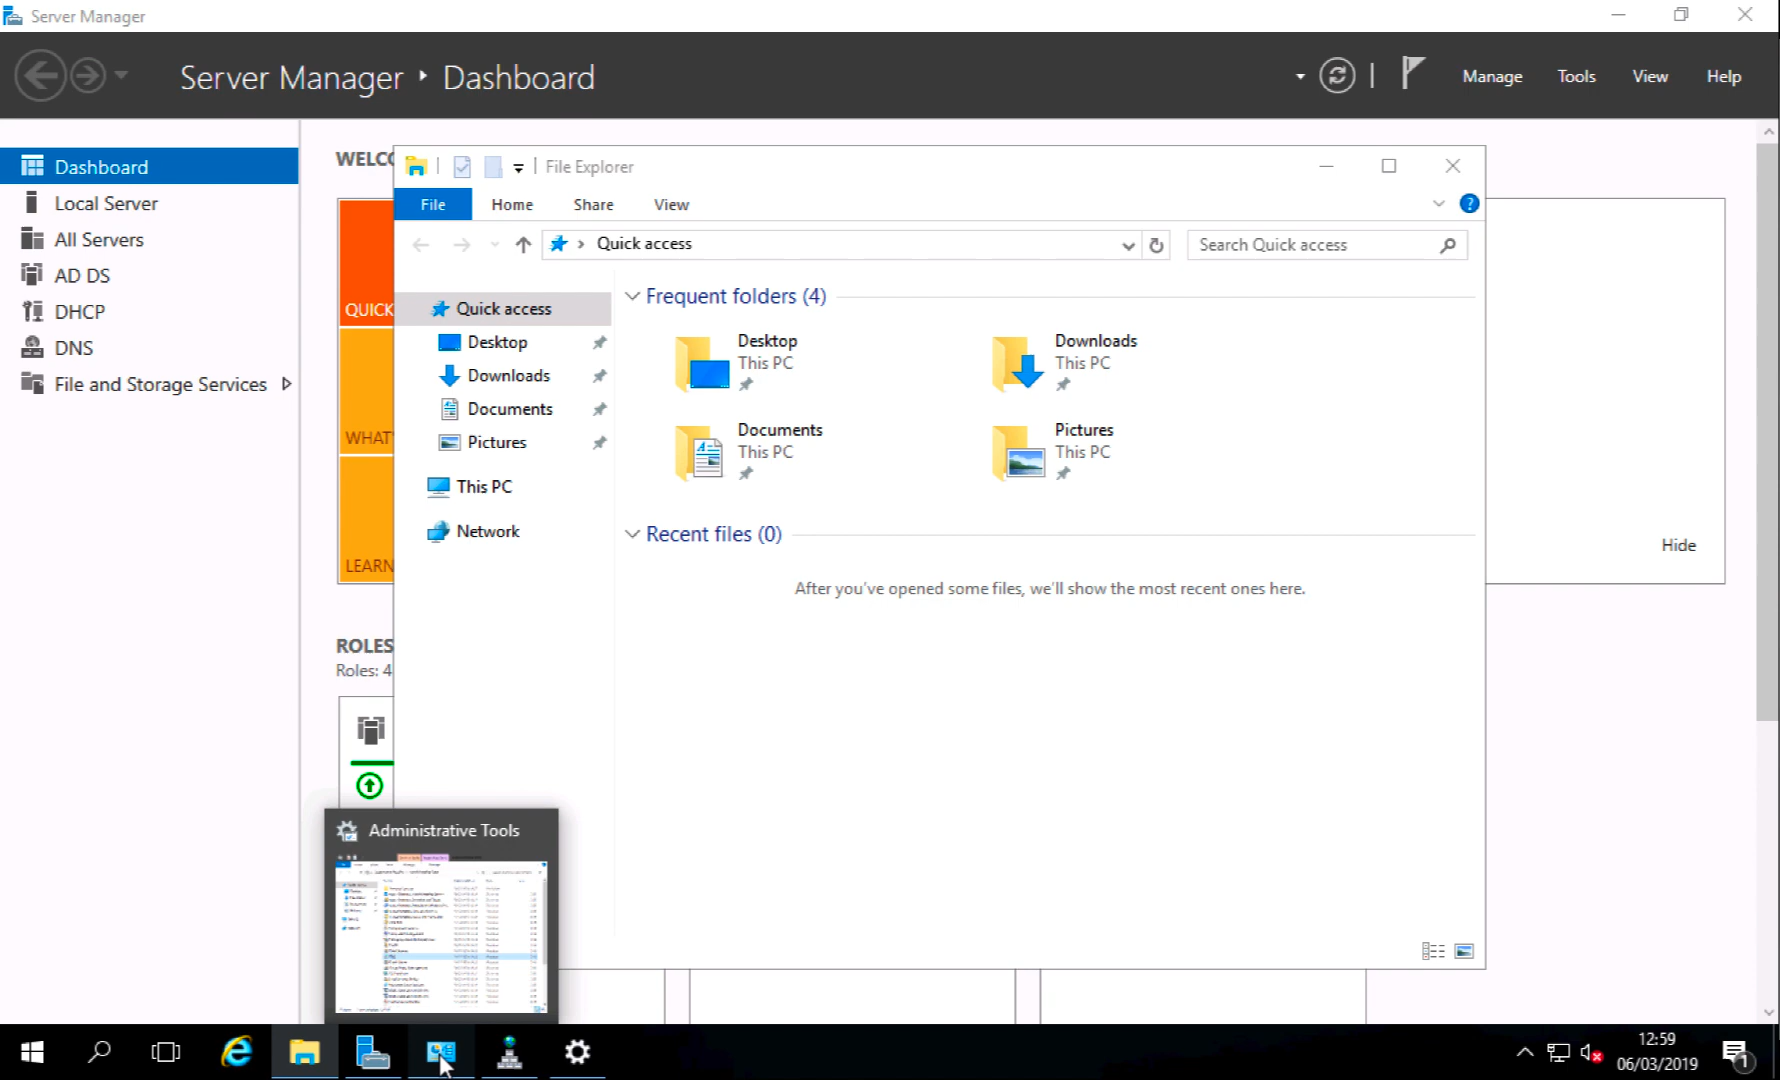 Server Manager
Server Manager ‣ Dashboard
Manage Tools View Help
Dashboard
Local Server
All Servers
AD DS
DHCP
DNS
File and Storage Services
WELC
QUICK
WHAT'
LEARN
Hide
ROLES
Roles: 4
File Explorer
File Home Share View
Quick access
Search Quick access
Quick access
Desktop
Downloads
Documents
Pictures
This PC
Network
Frequent folders (4)
Desktop
This PC
Downloads
This PC
Documents
This PC
Pictures
This PC
Recent files (0)
After you've opened some files, we'll show the most recent ones here.
Administrative Tools
12:59
06/03/2019
1